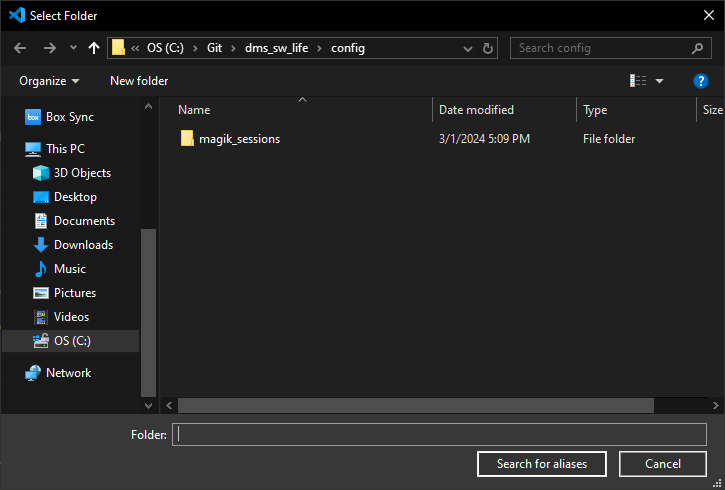 Select Folder
« OS (C:) › Git › dms_sw_life › config
Search config
Organize
New folder
?
Name
Date modified
Type
Size
box Box Sync
This PC
3D Objects
Desktop
Documents
Downloads
Music
Pictures
Videos
OS (C:)
Network
magik_sessions
3/1/2024 5:09 PM
File folder
Folder:
Search for aliases
Cancel